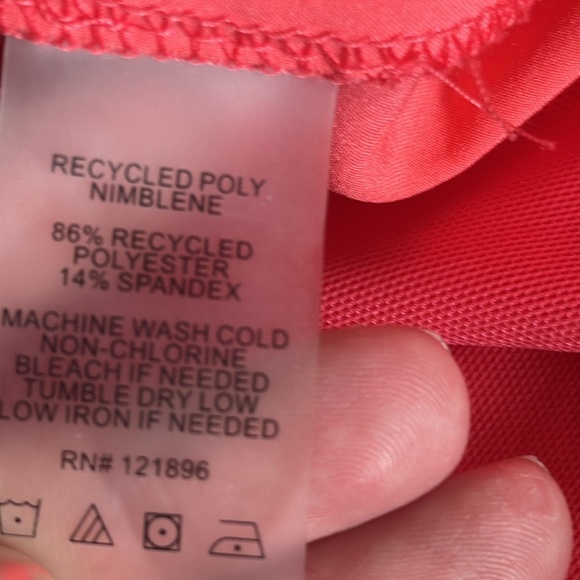 RECYCLED POLY
NIMBLENE
86% RECYCLED
POLYESTER
14% SPANDEX
MACHINE WASH COLD
NON-CHLORINE
BLEACH IF NEEDED
TUMBLE DRY LOW
LOW IRON IF NEEDED
RN# 121896